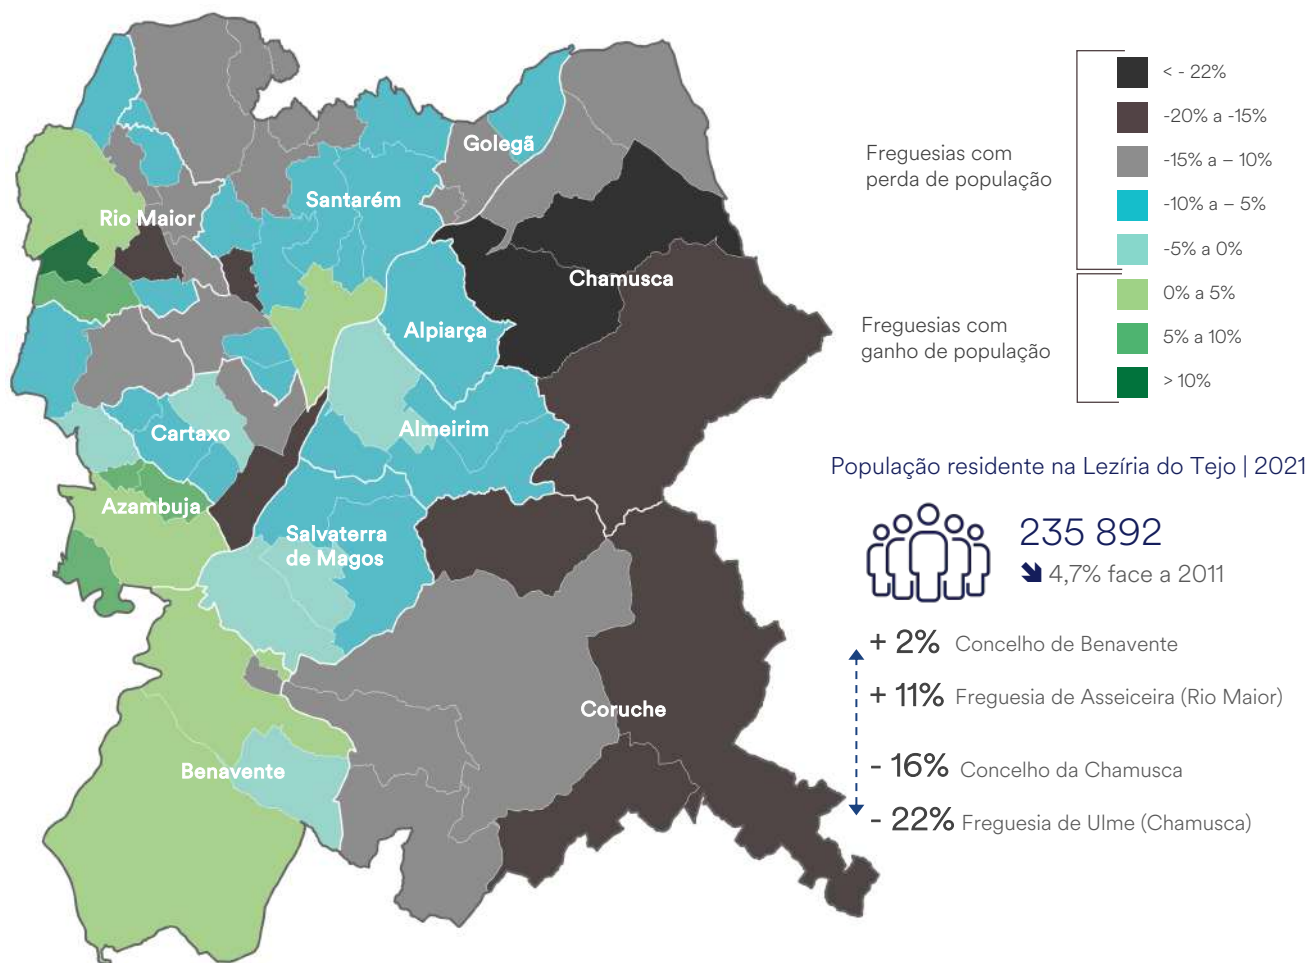 Golegã
Santarém
Rio Maior
Chamusca
Alpiarça
Almeirim
Cartaxo
Azambuja
Salvaterra
de Magos
Coruche
Benavente
Freguesias com
perda de população
< - 22%
-20% a -15%
-15% a – 10%
-10% a – 5%
-5% a 0%
Freguesias com
ganho de população
0% a 5%
5% a 10%
> 10%
População residente na Lezíria do Tejo | 2021
235 892
4,7% face a 2011
+ 2% Concelho de Benavente
+ 11% Freguesia de Asseiceira (Rio Maior)
- 16% Concelho da Chamusca
- 22% Freguesia de Ulme (Chamusca)